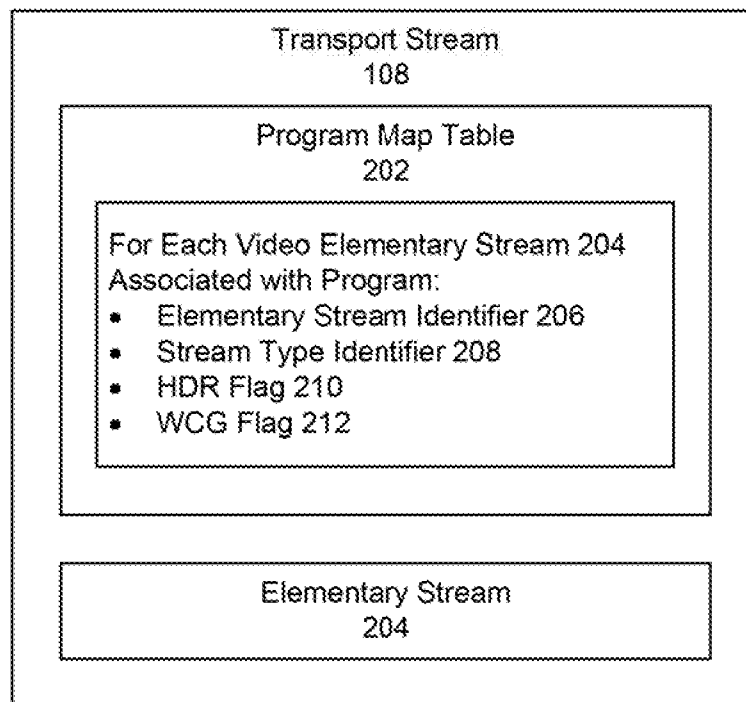 Transport Stream
108
Program Map Table
202
For Each Video Elementary Stream 204
Associated with Program:
• Elementary Stream Identifier 206
• Stream Type Identifier 208
• HDR Flag 210
• WCG Flag 212
Elementary Stream
204